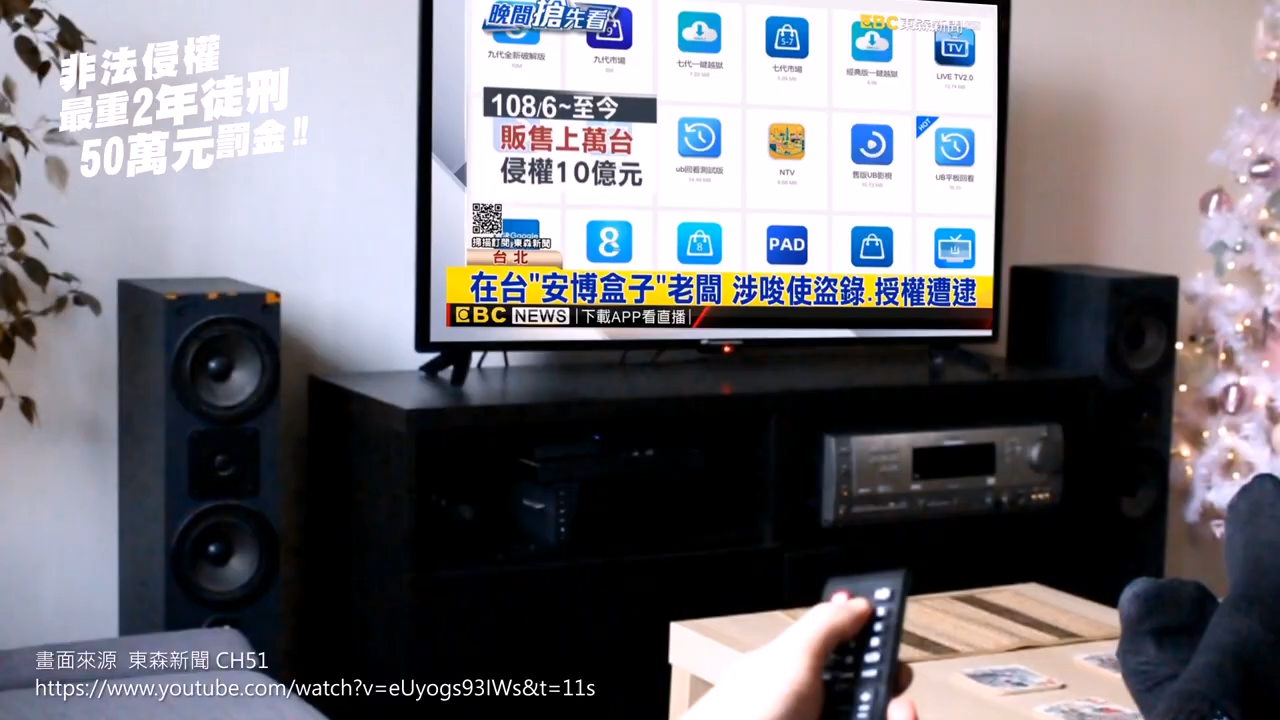 非法侵權
最重2年徒刑
50萬元罰金!!
晚間搶先看
EBC東森新聞
九代全新破解版
九代市場
七代一鍵越獄
七代市場
經典版一鍵越獄
LIVE TV2.0
108/6~至今
販售上萬台
侵權10億元
ub回看測試版
NTV
舊版UB影視
HOT
UB平板回看
掃描訂閱 東森新聞
Google
8
PAD
台北
在台"安博盒子"老闆 涉唆使盜錄.授權遭逮
EBC NEWS 下載APP看直播
畫面來源 東森新聞 CH51
https://www.youtube.com/watch?v=eUyogs93IWs&t=11s